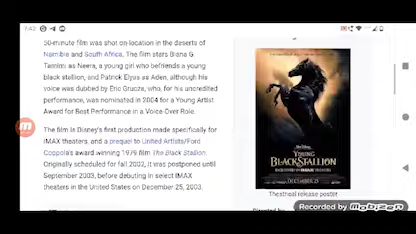 7:43
50-minute film was shot on-location in the deserts of
Namibia and South Africa. The film stars Biana G.
Tamimi as Neera, a young girl who befriends a young
black stallion, and Patrick Elyas as Aden, although his
voice was dubbed by Eric Grucza, who, for his uncredited
performance, was nominated in 2004 for a Young Artist
Award for Best Performance in a Voice-Over Role.
The film is Disney's first production made specifically for
IMAX theaters, and a prequel to United Artists/Ford
Coppola's award winning 1979 film The Black Stallion.
Originally scheduled for fall 2002, it was postponed until
September 2003, before debuting in select IMAX
theaters in the United States on December 25, 2003.
YOUNG
BLACK STALLION
DECEMBER 25
Theatrical release poster
Directed by
Recorded by
Mobizen